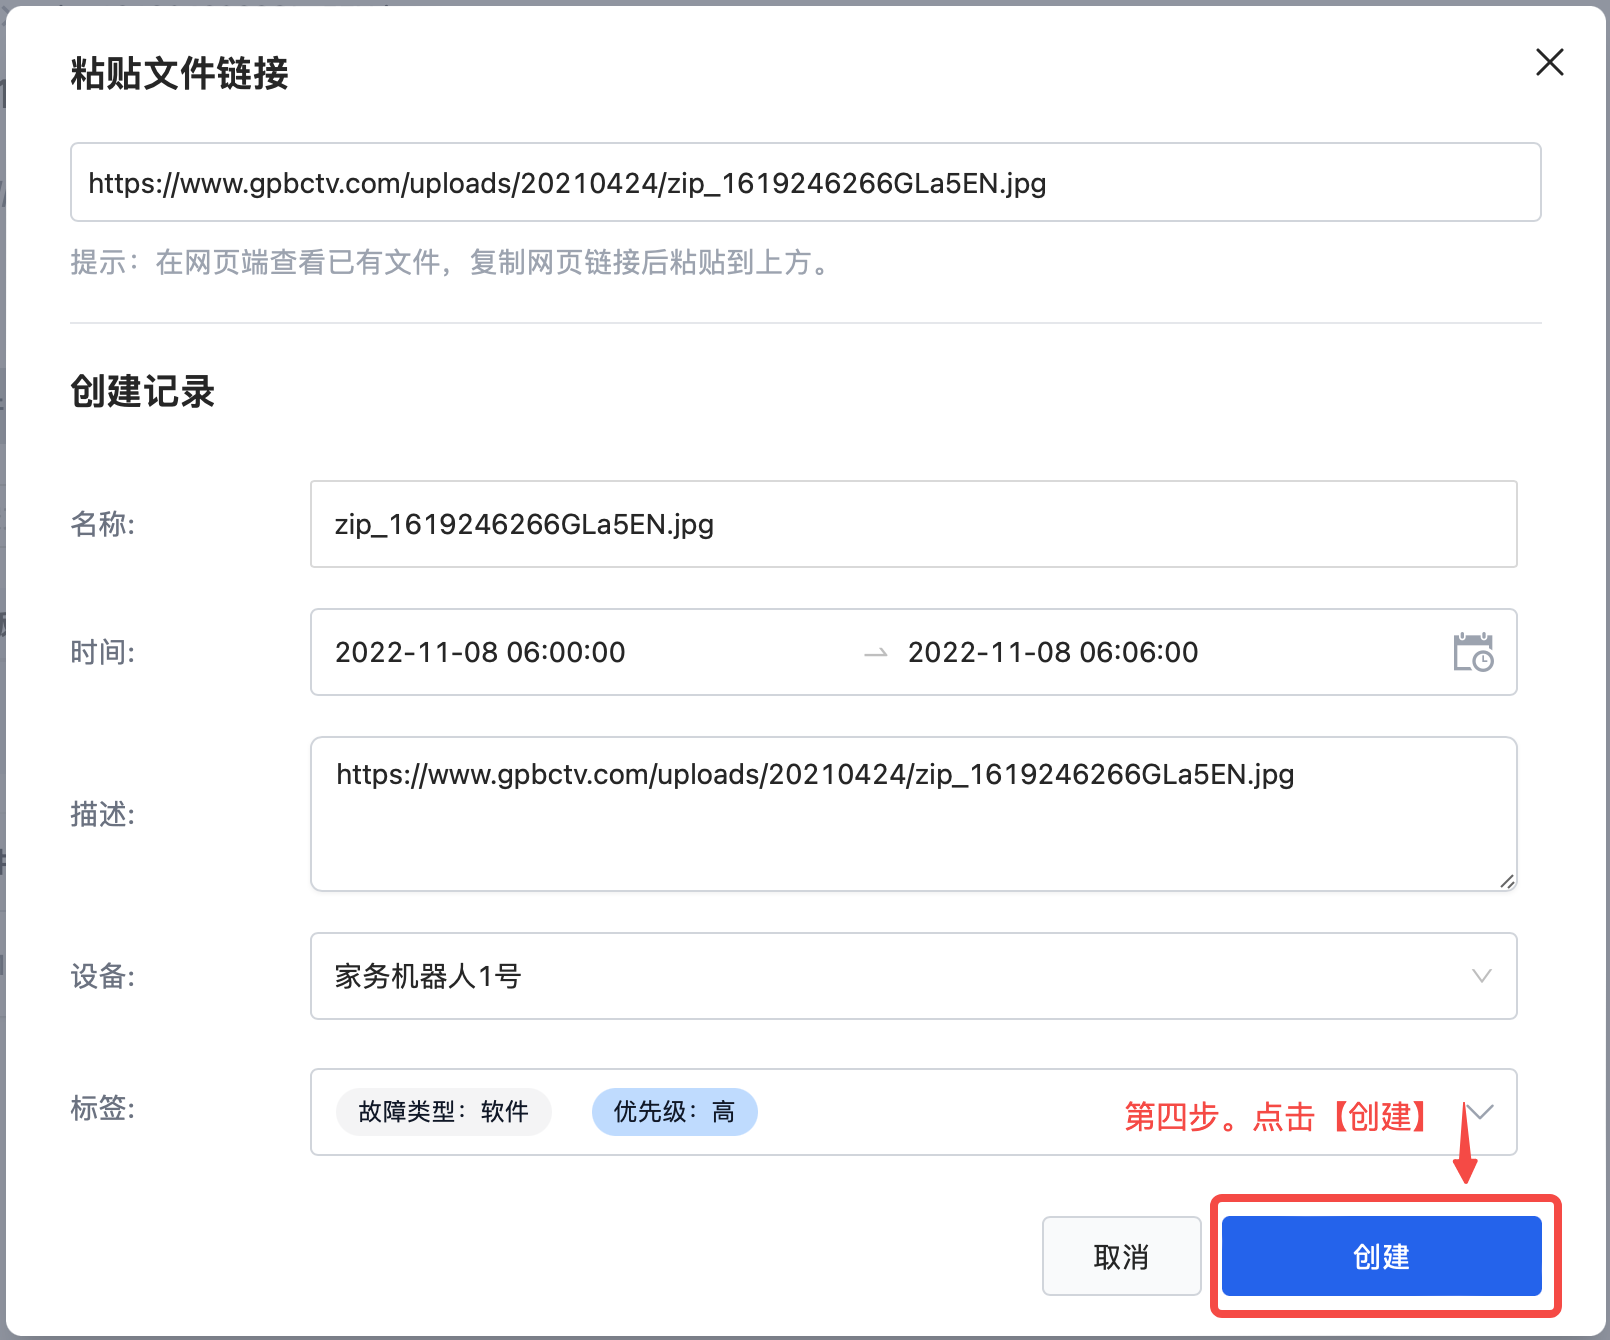 粘贴文件链接
https://www.gpbctv.com/uploads/20210424/zip_1619246266GLa5EN.jpg
提示：在网页端查看已有文件，复制网页链接后粘贴到上方。
创建记录
名称:
zip_1619246266GLa5EN.jpg
时间:
2022-11-08 06:00:00 → 2022-11-08 06:06:00
描述:
https://www.gpbctv.com/uploads/20210424/zip_1619246266GLa5EN.jpg
设备:
家务机器人1号
标签:
故障类型：软件 优先级：高
第四步。点击【创建】
取消 创建